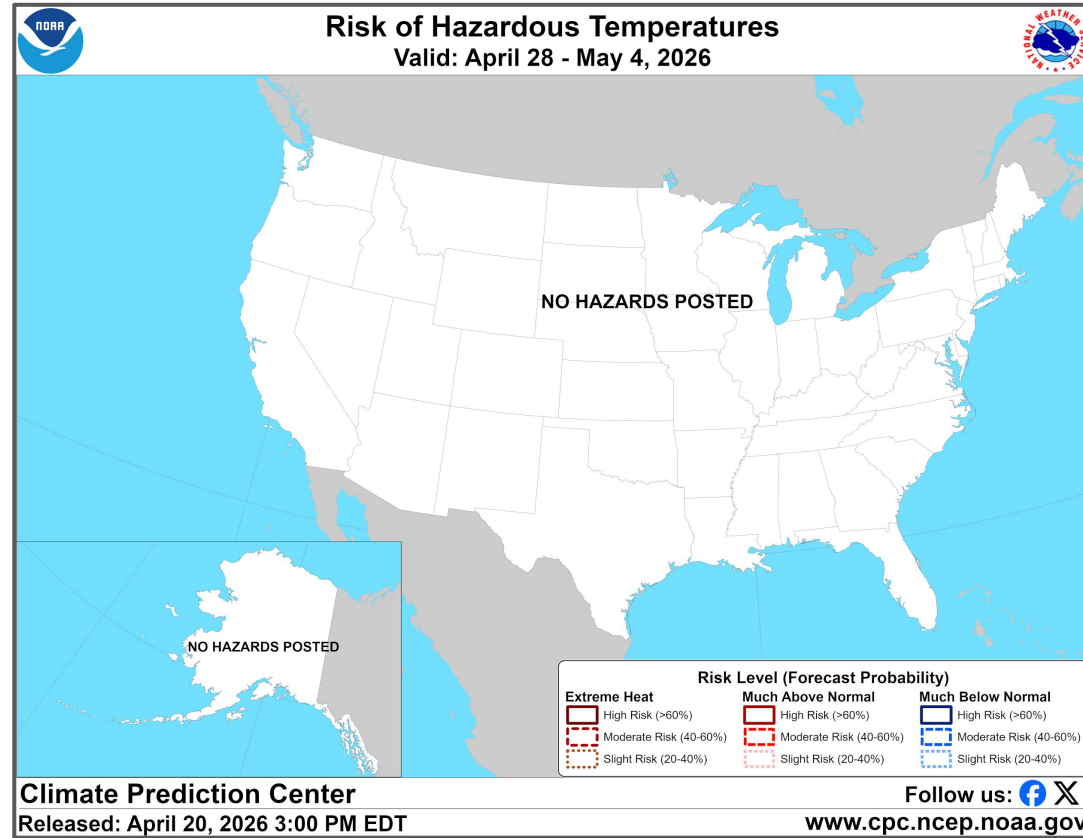 NOAA
NATIONAL WEATHER SERVICE
Risk of Hazardous Temperatures
Valid: April 28 - May 4, 2026
NO HAZARDS POSTED
NO HAZARDS POSTED
Risk Level (Forecast Probability)
Extreme Heat Much Above Normal Much Below Normal
High Risk (>60%) High Risk (>60%) High Risk (>60%)
Moderate Risk (40-60%) Moderate Risk (40-60%) Moderate Risk (40-60%)
Slight Risk (20-40%) Slight Risk (20-40%) Slight Risk (20-40%)
Climate Prediction Center
Follow us:
Released: April 20, 2026 3:00 PM EDT
www.cpc.ncep.noaa.gov